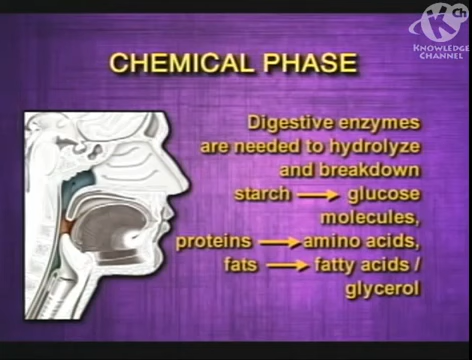 Ch
K
KNOWLEDGE
CHANNEL
CHEMICAL PHASE
Digestive enzymes
are needed to hydrolyze
and breakdown
starch → glucose
molecules,
proteins → amino acids,
fats → fatty acids /
glycerol